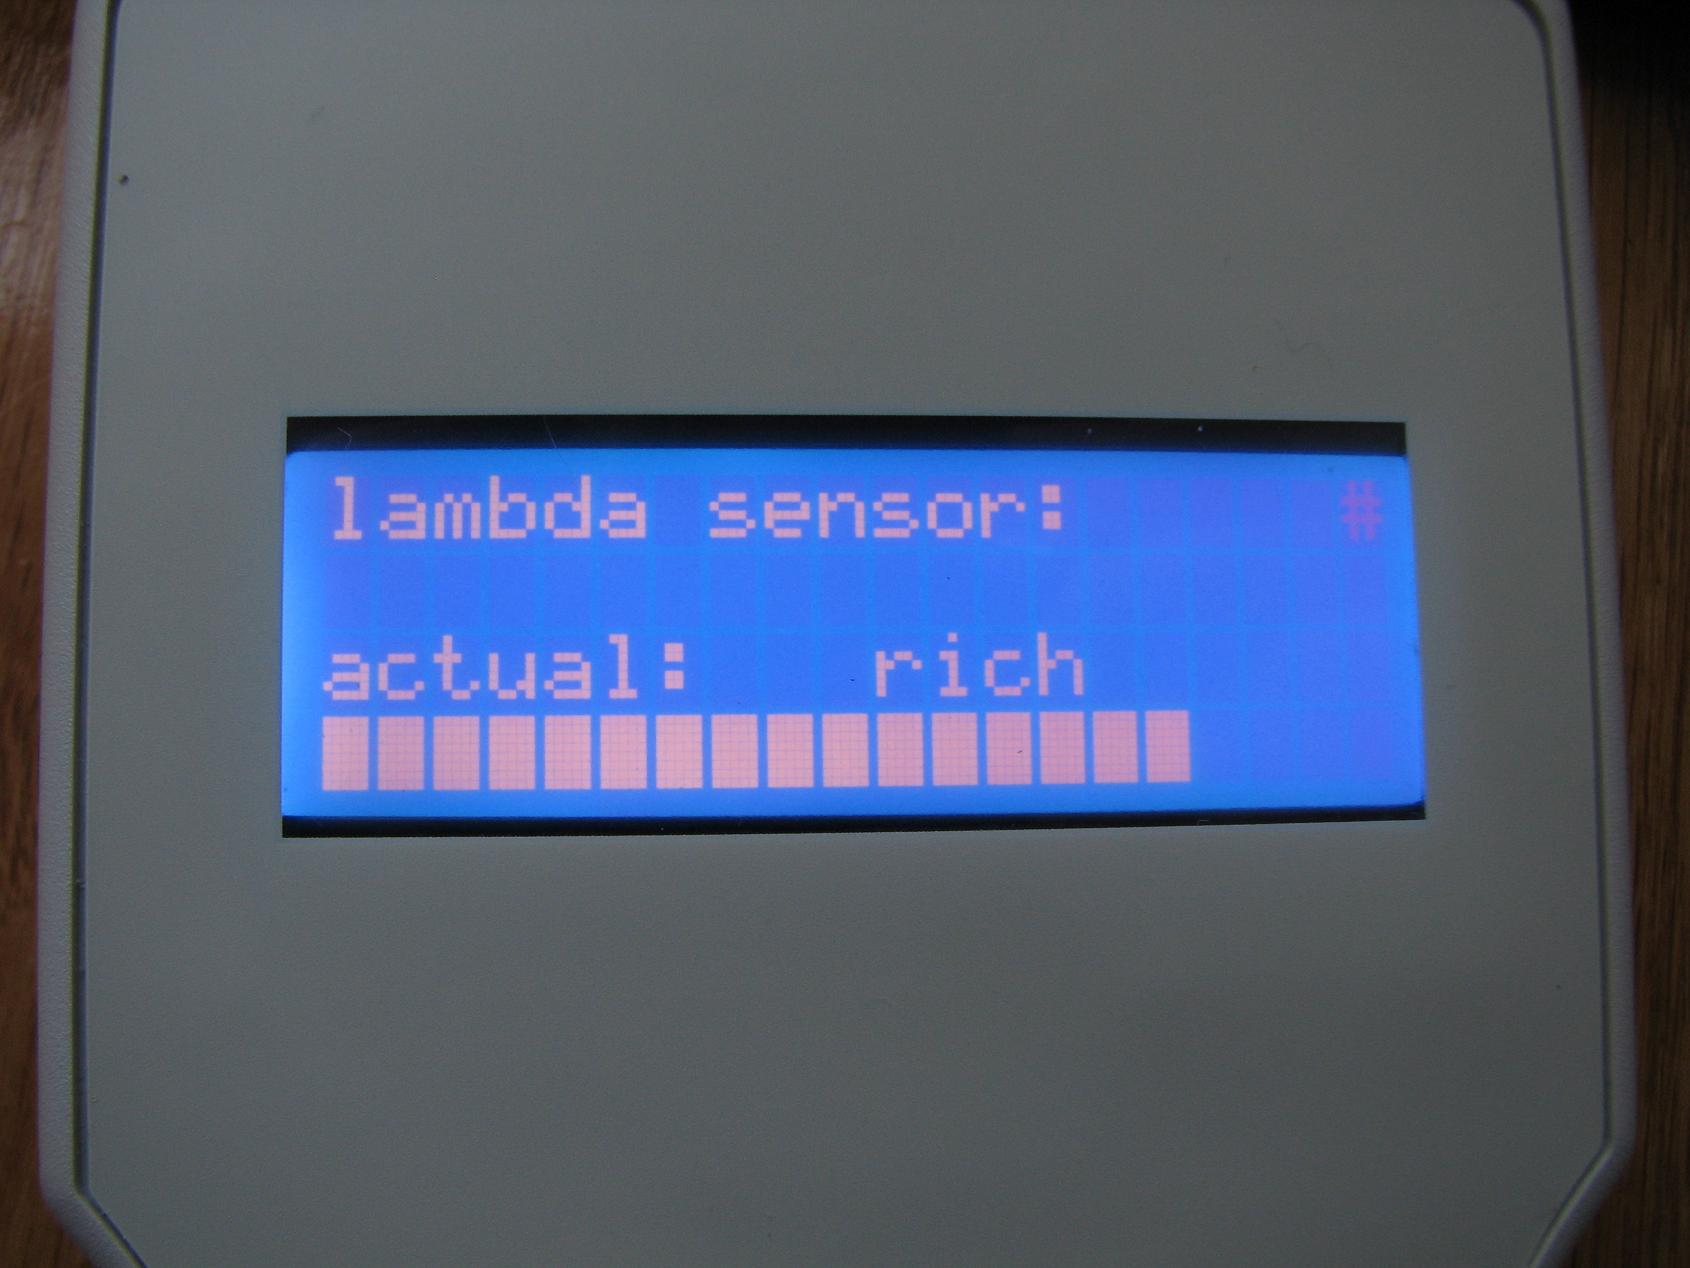 lambda sensor: #
actual: rich